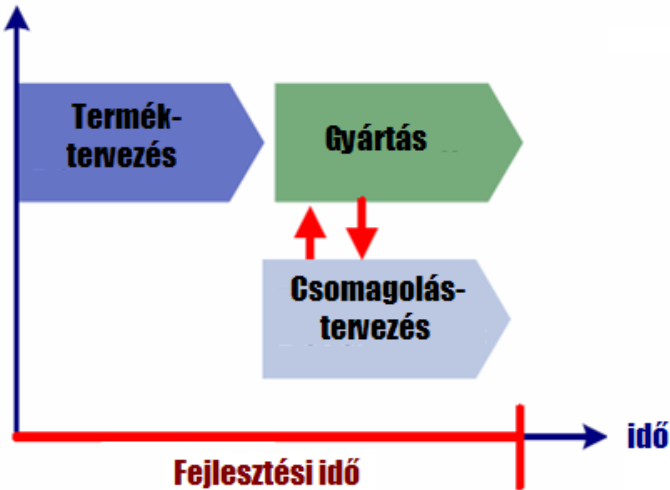 Termék-
tervezés
Gyártás
Csomagolás-
tervezés
idő
Fejlesztési idő